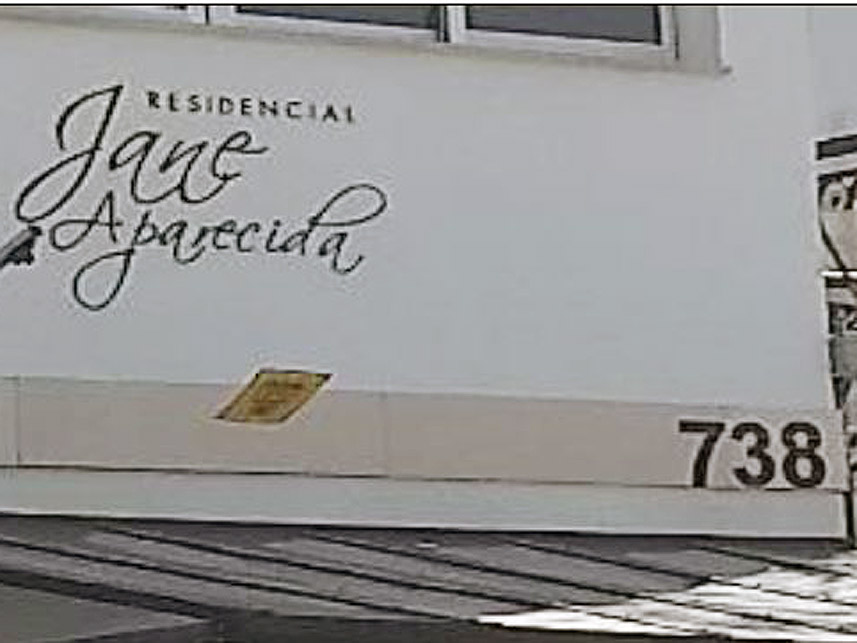 RESIDENCIAL
Jane
Aparecida
738